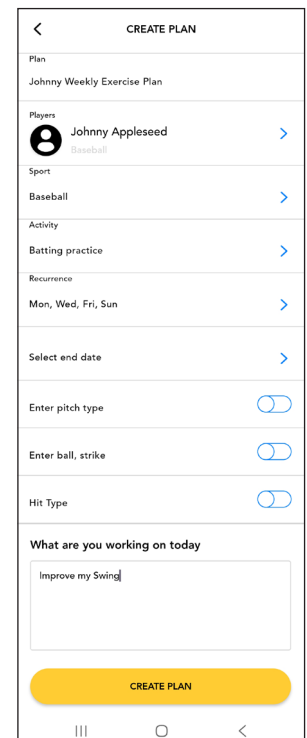 CREATE PLAN
Plan
Johnny Weekly Exercise Plan
Players
Johnny Appleseed
Baseball
Sport
Baseball
Activity
Batting practice
Recurrence
Mon, Wed, Fri, Sun
Select end date
Enter pitch type
Enter ball, strike
Hit Type
What are you working on today
Improve my Swing
CREATE PLAN